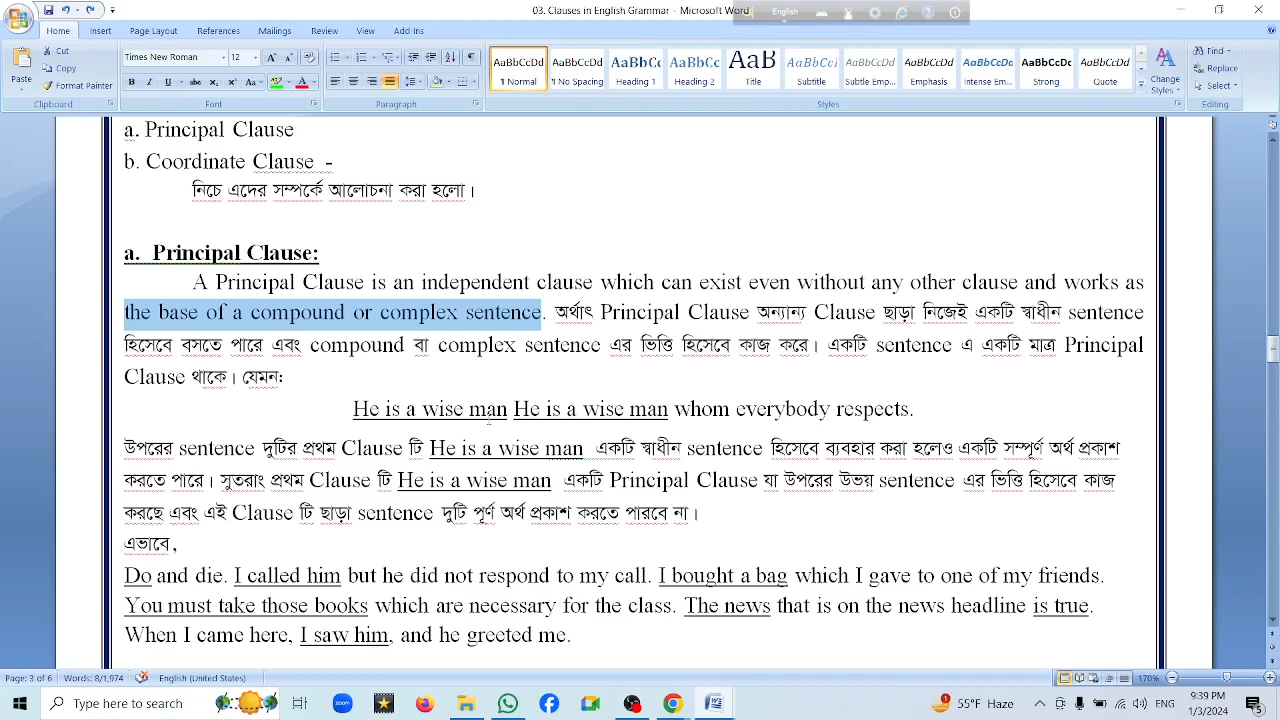 03. Clauses in English Grammar - Microsoft Word
English
Home Insert Page Layout References Mailings Review View Add-Ins
Paste
Cut
Copy
Format Painter
Clipboard
Times New Roman 12
Font
Paragraph
AaBbCcDd AaBbCcDd AaBbCc AaBbCc AaB AaBbCcl AaBbCcDd AaBbCcDd AaBbCcDd AaBbCcDd AaBbCcDd
¶ Normal ¶ No Spacing Heading 1 Heading 2 Title Subtitle Subtle Emp... Emphasis Intense Em... Strong Quote
Change Styles
Styles
Find
Replace
Select
Editing
a. Principal Clause
b. Coordinate Clause -
নিচে এদের সম্পর্কে আলোচনা করা হলো।
a. Principal Clause:
A Principal Clause is an independent clause which can exist even without any other clause and works as
the base of a compound or complex sentence. অর্থাৎ Principal Clause অন্যান্য Clause ছাড়া নিজেই একটি স্বাধীন sentence
হিসেবে বসতে পারে এবং compound বা complex sentence এর ভিত্তি হিসেবে কাজ করে। একটি sentence এ একটি মাত্র Principal
Clause থাকে। যেমনঃ
He is a wise man He is a wise man whom everybody respects.
উপরের sentence দুটির প্রথম Clause টি He is a wise man একটি স্বাধীন sentence হিসেবে ব্যবহার করা হলেও একটি সম্পূর্ণ অর্থ প্রকাশ
করতে পারে। সুতরাং প্রথম Clause টি He is a wise man একটি Principal Clause যা উপরের উভয় sentence এর ভিত্তি হিসেবে কাজ
করছে এবং এই Clause টি ছাড়া sentence দুটি পূর্ণ অর্থ প্রকাশ করতে পারবে না।
এভাবে,
Do and die. I called him but he did not respond to my call. I bought a bag which I gave to one of my friends.
You must take those books which are necessary for the class. The news that is on the news headline is true.
When I came here, I saw him, and he greeted me.
Page: 3 of 6 Words: 8/1,974 English (United States) 170%
Type here to search
zoom
55°F Haze
9:39 PM
1/3/2024